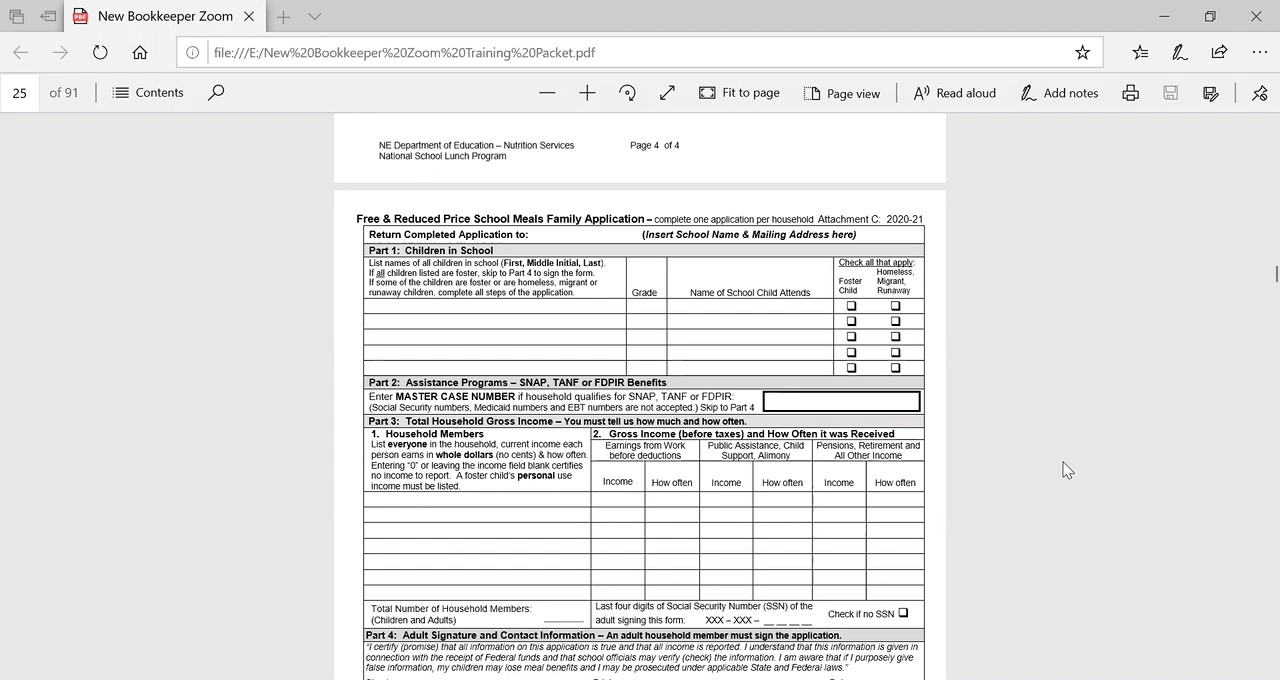 New Bookkeeper Zoom
file:///E:/New%20Bookkeeper%20Zoom%20Training%20Packet.pdf
25 of 91 Contents Fit to page Page view Read aloud Add notes
NE Department of Education – Nutrition Services Page 4 of 4
National School Lunch Program
Free & Reduced Price School Meals Family Application – complete one application per household Attachment C: 2020-21
Return Completed Application to: (Insert School Name & Mailing Address here)
Part 1: Children in School
List names of all children in school (First, Middle Initial, Last).
If all children listed are foster, skip to Part 4 to sign the form.
If some of the children are foster or are homeless, migrant or
runaway children, complete all steps of the application.
Grade
Name of School Child Attends
Check all that apply:
Foster
Child
Homeless,
Migrant,
Runaway
Part 2: Assistance Programs – SNAP, TANF or FDPIR Benefits
Enter MASTER CASE NUMBER if household qualifies for SNAP, TANF or FDPIR:
(Social Security numbers, Medicaid numbers and EBT numbers are not accepted.) Skip to Part 4
Part 3: Total Household Gross Income – You must tell us how much and how often.
1. Household Members
List everyone in the household, current income each
person earns in whole dollars (no cents) & how often.
Entering "0" or leaving the income field blank certifies
no income to report. A foster child's personal use
income must be listed.
2. Gross Income (before taxes) and How Often it was Received
Earnings from Work
before deductions
Public Assistance, Child
Support, Alimony
Pensions, Retirement and
All Other Income
Income How often Income How often Income How often
Total Number of Household Members:
(Children and Adults) ________
Last four digits of Social Security Number (SSN) of the
adult signing this form: XXX – XXX – __ __ __ __
Check if no SSN
Part 4: Adult Signature and Contact Information – An adult household member must sign the application.
"I certify (promise) that all information on this application is true and that all income is reported. I understand that this information is given in
connection with the receipt of Federal funds and that school officials may verify (check) the information. I am aware that if I purposely give
false information, my children may lose meal benefits and I may be prosecuted under applicable State and Federal laws."